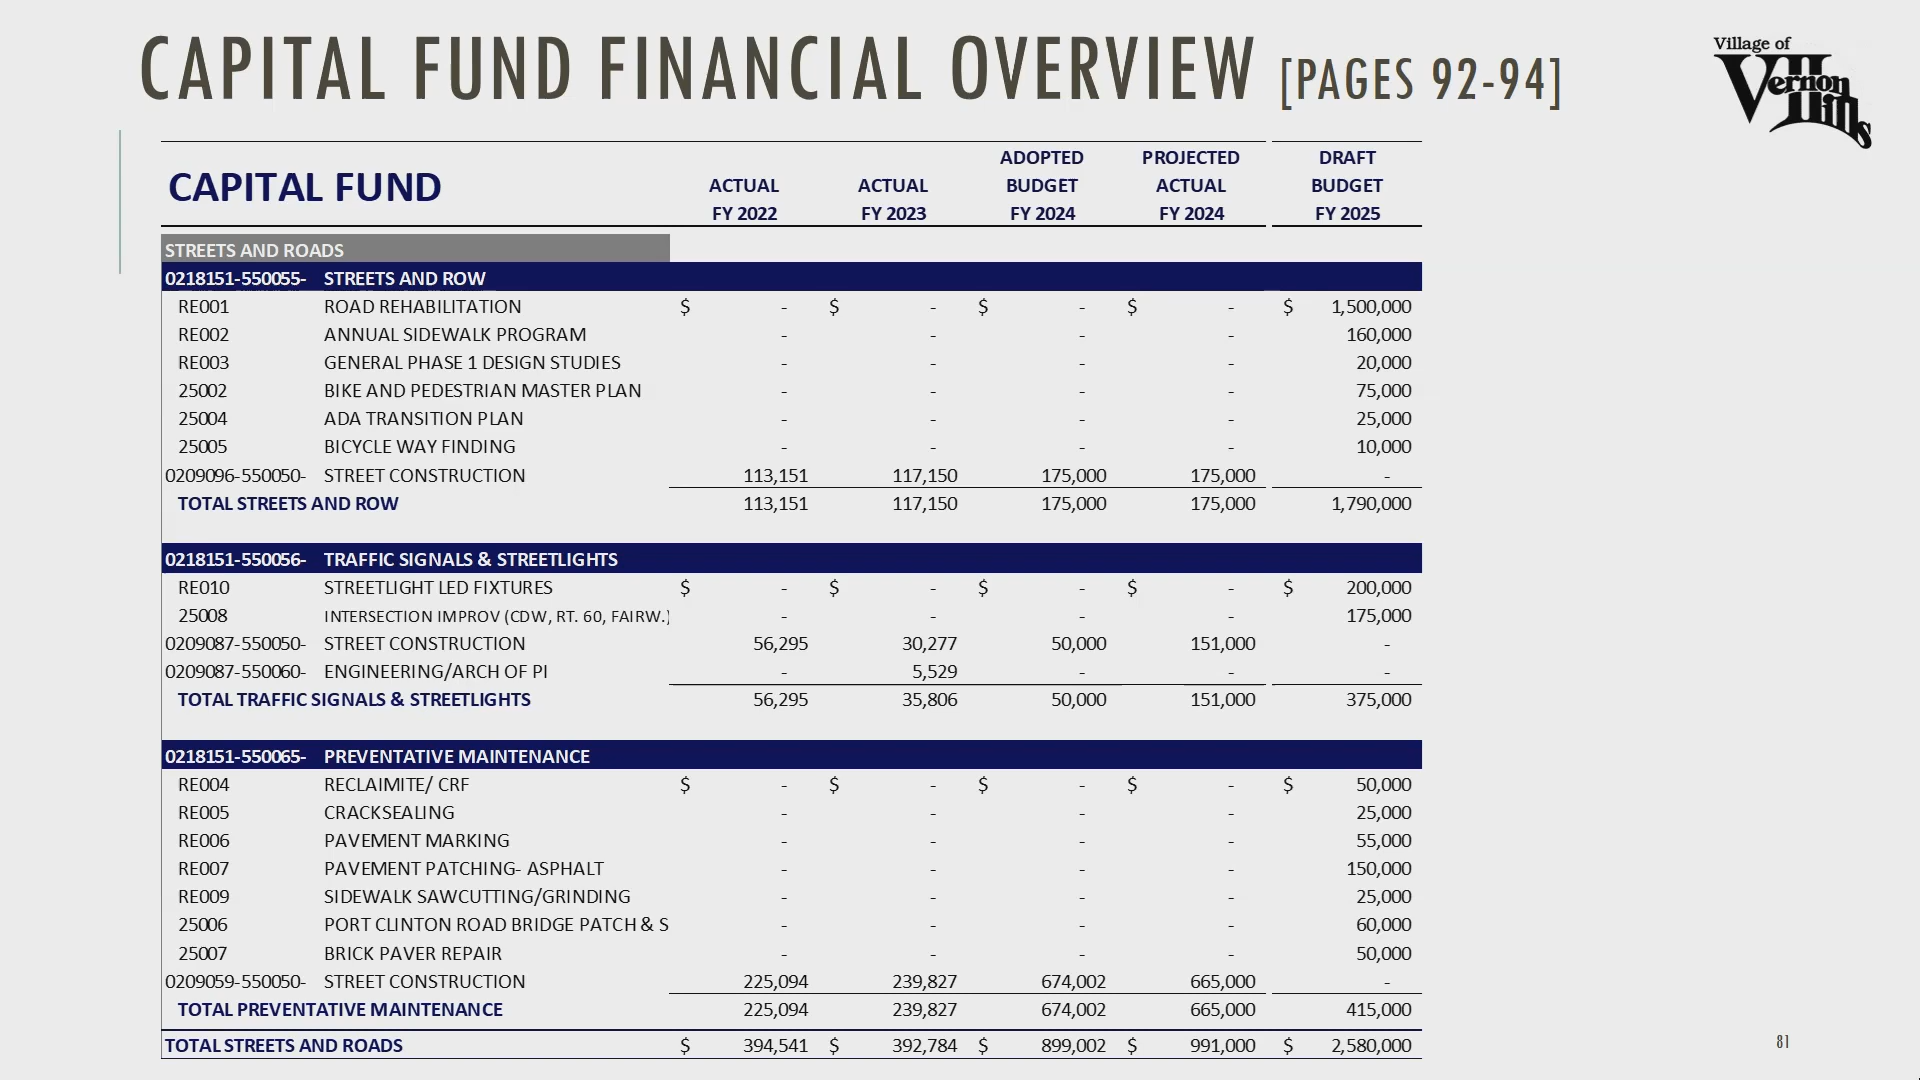 CAPITAL FUND FINANCIAL OVERVIEW [PAGES 92-94]
Village of
Vernon
Hills
CAPITAL FUND
ACTUAL FY 2022
ACTUAL FY 2023
ADOPTED BUDGET FY 2024
PROJECTED ACTUAL FY 2024
DRAFT BUDGET FY 2025
STREETS AND ROADS
0218151-550055- STREETS AND ROW
RE001 ROAD REHABILITATION $ - $ - $ - $ - $ 1,500,000
RE002 ANNUAL SIDEWALK PROGRAM - - - - 160,000
RE003 GENERAL PHASE 1 DESIGN STUDIES - - - - 20,000
25002 BIKE AND PEDESTRIAN MASTER PLAN - - - - 75,000
25004 ADA TRANSITION PLAN - - - - 25,000
25005 BICYCLE WAY FINDING - - - - 10,000
0209096-550050- STREET CONSTRUCTION 113,151 117,150 175,000 175,000 -
TOTAL STREETS AND ROW 113,151 117,150 175,000 175,000 1,790,000
0218151-550056- TRAFFIC SIGNALS & STREETLIGHTS
RE010 STREETLIGHT LED FIXTURES $ - $ - $ - $ - $ 200,000
25008 INTERSECTION IMPROV (CDW, RT. 60, FAIRW.) - - - - 175,000
0209087-550050- STREET CONSTRUCTION 56,295 30,277 50,000 151,000 -
0209087-550060- ENGINEERING/ARCH OF PI - 5,529 - - -
TOTAL TRAFFIC SIGNALS & STREETLIGHTS 56,295 35,806 50,000 151,000 375,000
0218151-550065- PREVENTATIVE MAINTENANCE
RE004 RECLAIMITE/ CRF $ - $ - $ - $ - $ 50,000
RE005 CRACKSEALING - - - - 25,000
RE006 PAVEMENT MARKING - - - - 55,000
RE007 PAVEMENT PATCHING- ASPHALT - - - - 150,000
RE009 SIDEWALK SAWCUTTING/GRINDING - - - - 25,000
25006 PORT CLINTON ROAD BRIDGE PATCH & S - - - - 60,000
25007 BRICK PAVER REPAIR - - - - 50,000
0209059-550050- STREET CONSTRUCTION 225,094 239,827 674,002 665,000 -
TOTAL PREVENTATIVE MAINTENANCE 225,094 239,827 674,002 665,000 415,000
TOTAL STREETS AND ROADS $ 394,541 $ 392,784 $ 899,002 $ 991,000 $ 2,580,000
81